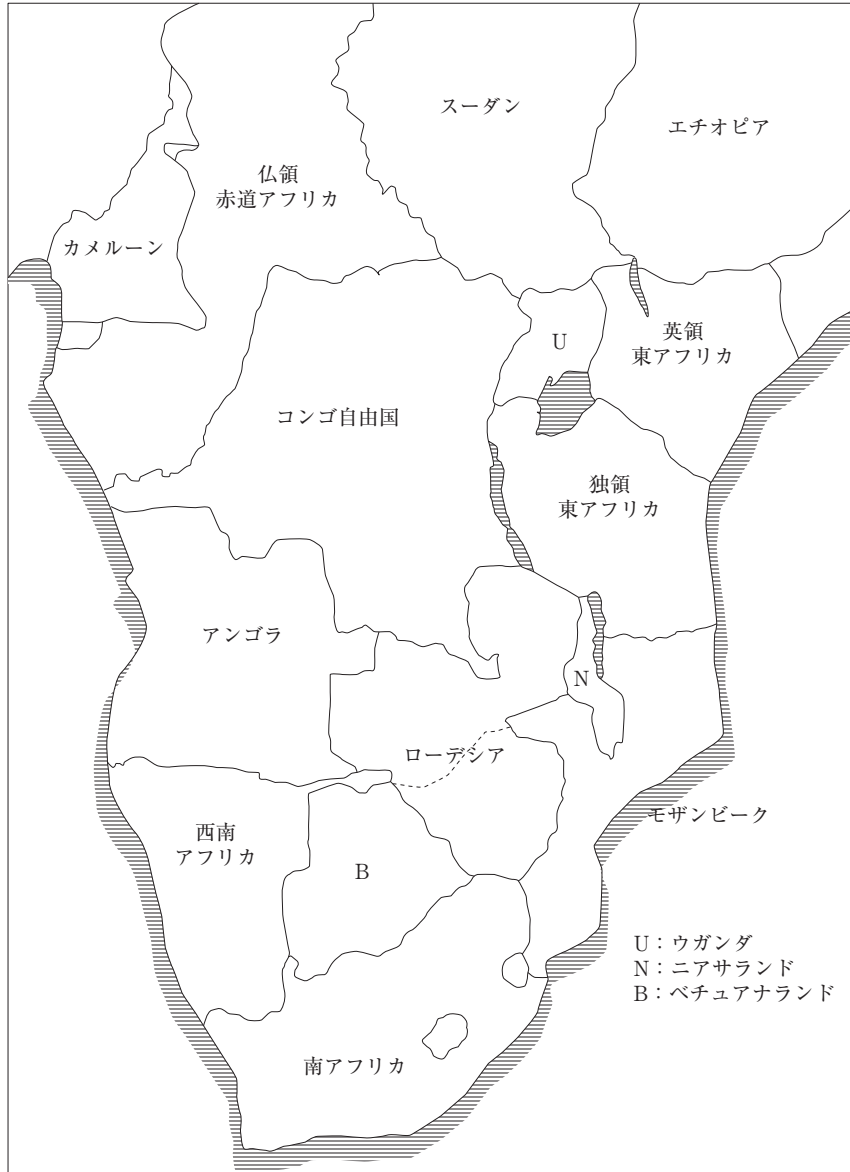 スーダン
エチオピア
仏領
赤道アフリカ
カメルーン
U
英領
東アフリカ
コンゴ自由国
独領
東アフリカ
アンゴラ
N
ローデシア
モザンビーク
西南
アフリカ
B
U：ウガンダ
N：ニアサランド
B：ベチュアナランド
南アフリカ